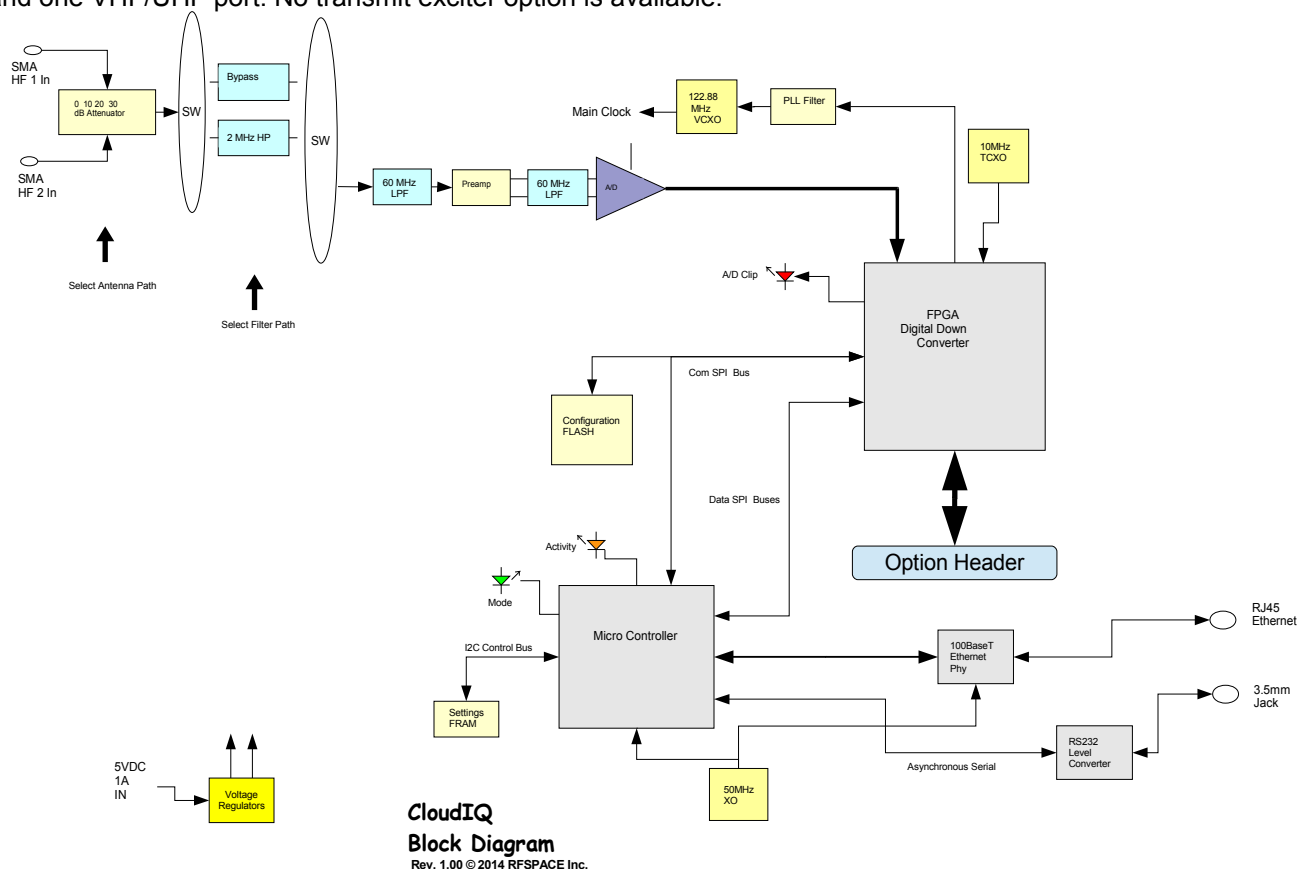 and one VHF/UHF port. No transmit exciter option is available.
SMA
HF 1 In
0 10 20 30
dB Attenuator
SMA
HF 2 In
SW
Bypass
2 MHz HP
SW
Select Antenna Path
Select Filter Path
60 MHz
LPF
Preamp
60 MHz
LPF
A/D
Main Clock
122.88
MHz
VCXO
PLL Filter
10MHz
TCXO
A/D Clip
FPGA
Digital Down
Converter
Com SPI Bus
Configuration
FLASH
Data SPI Buses
Option Header
Activity
Mode
Micro Controller
I2C Control Bus
Settings
FRAM
100BaseT
Ethernet
Phy
RJ45
Ethernet
3.5mm
Jack
RS232
Level
Converter
Asynchronous Serial
50MHz
XO
5VDC
1A
IN
Voltage
Regulators
CloudIQ
Block Diagram
Rev. 1.00 © 2014 RFSPACE Inc.